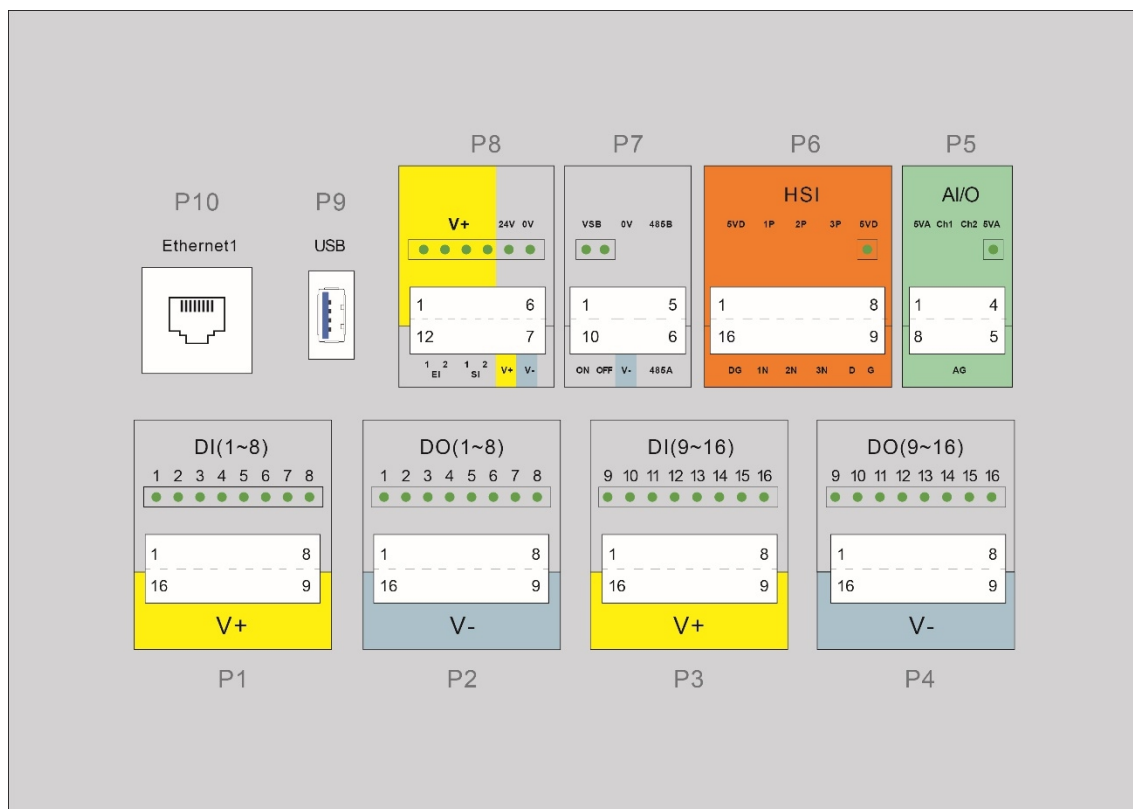 P8 P7 P6 P5
P10 P9
HSI AI/O
Ethernet1 USB
V+ 24V 0V VSB 0V 485B 5VD 1P 2P 3P 5VD 5VA Ch1 Ch2 5VA
1 6 1 5 1 8 1 4
12 7 10 6 16 9 8 5
1 2 1 2
EI SI V+ V- ON OFF V- 485A DG 1N 2N 3N D G AG
DI(1~8) DO(1~8) DI(9~16) DO(9~16)
1 2 3 4 5 6 7 8 1 2 3 4 5 6 7 8 9 10 11 12 13 14 15 16 9 10 11 12 13 14 15 16
1 8 1 8 1 8 1 8
16 9 16 9 16 9 16 9
V+ V- V+ V-
P1 P2 P3 P4